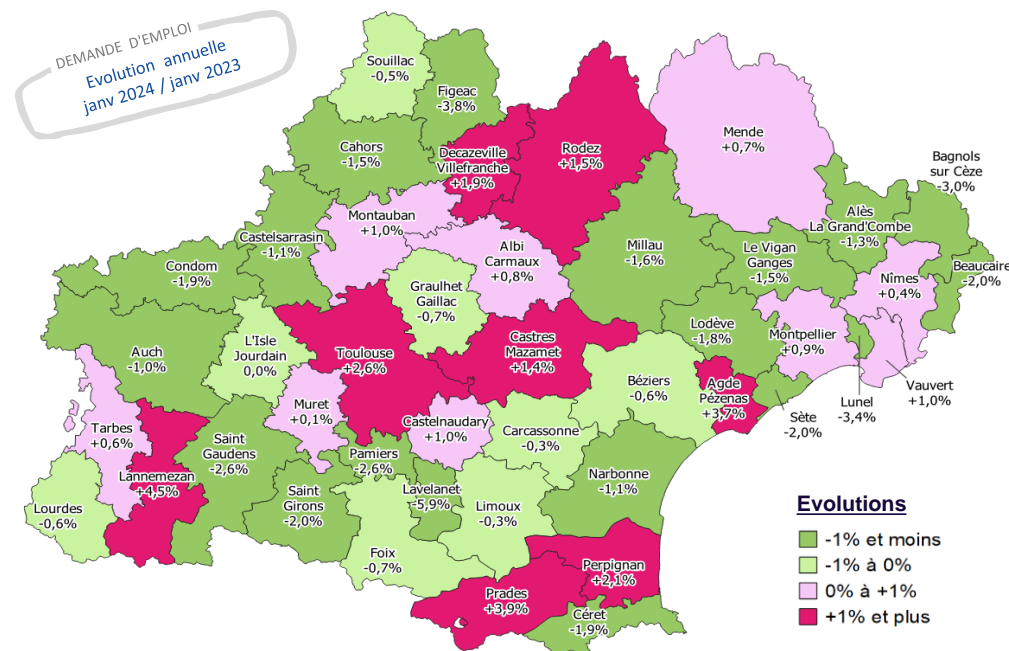 DEMANDE D'EMPLOI
Evolution annuelle
janv 2024 / janv 2023
Souillac
-0,5%
Figeac
-3,8%
Cahors
-1,5%
Decazeville
Villefranche
+1,9%
Rodez
+1,5%
Mende
+0,7%
Bagnols
sur Cèze
-3,0%
Montauban
+1,0%
Castelsarrasin
-1,1%
Condom
-1,9%
Albi
Carmaux
+0,8%
Millau
-1,6%
Le Vigan
Ganges
-1,5%
Alès
La Grand'Combe
-1,3%
Nîmes
+0,4%
Beaucaire
-2,0%
Graulhet
Gaillac
-0,7%
Auch
-1,0%
L'Isle
Jourdain
0,0%
Toulouse
+2,6%
Castres
Mazamet
+1,4%
Lodève
-1,8%
Montpellier
+0,9%
Béziers
-0,6%
Agde
Pézenas
+3,7%
Sète
-2,0%
Lunel
-3,4%
Vauvert
+1,0%
Tarbes
+0,6%
Muret
+0,1%
Castelnaudary
+1,0%
Carcassonne
-0,3%
Saint
Gaudens
-2,6%
Pamiers
-2,6%
Lannemezan
+4,5%
Lourdes
-0,6%
Saint
Girons
-2,0%
Lavelanet
-5,9%
Limoux
-0,3%
Narbonne
-1,1%
Foix
-0,7%
Perpignan
+2,1%
Prades
+3,9%
Céret
-1,9%
Evolutions
-1% et moins
-1% à 0%
0% à +1%
+1% et plus